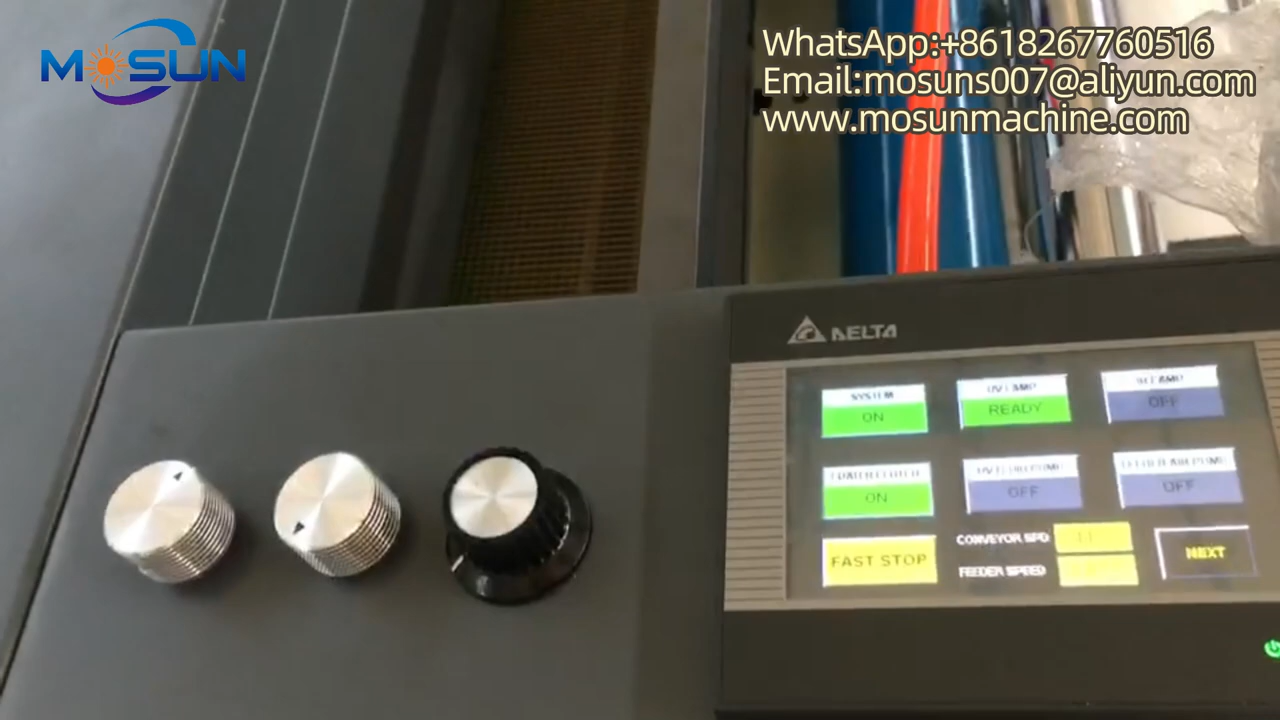 MOSUN
WhatsApp:+8618267760516
Email:mosuns007@aliyun.com
www.mosunmachine.com
DELTA
SYSTEM
ON
UV LAMP
READY
OFF
ON
OFF
OFF
FAST STOP
CONVEYOR SPD
FEEDER SPEED
NEXT